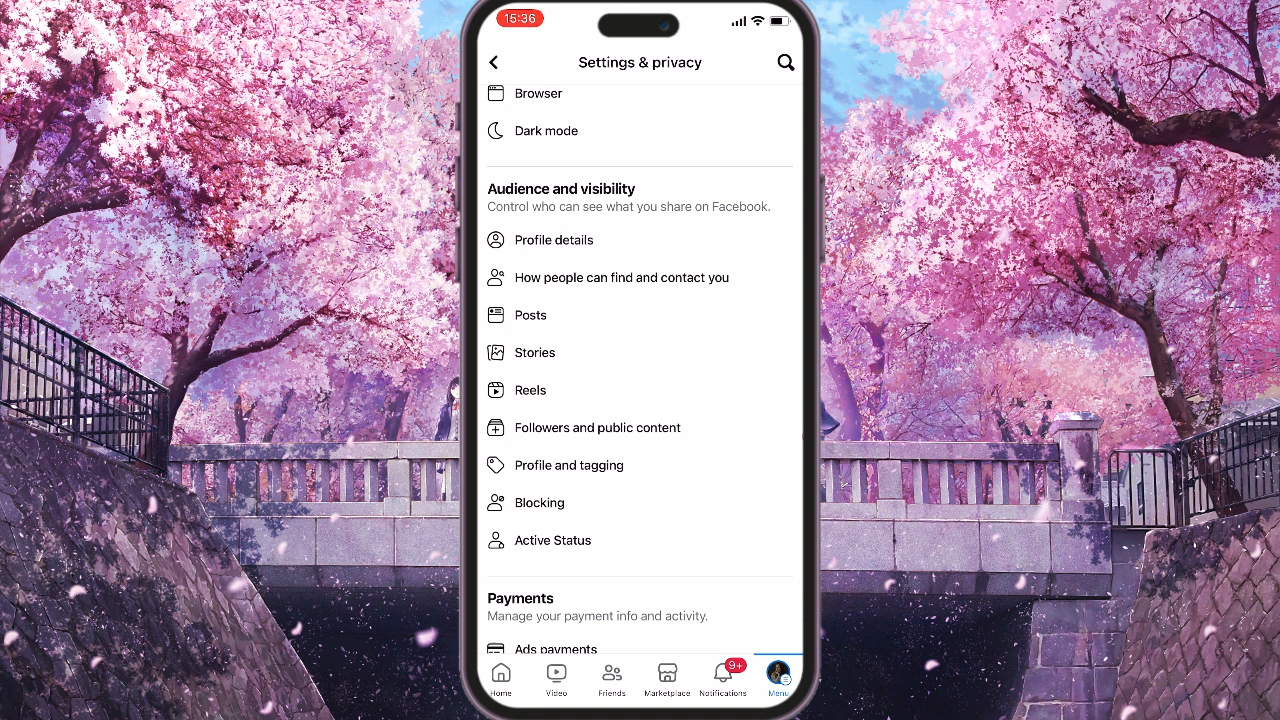 15:36
Settings & privacy
Browser
Dark mode
Audience and visibility
Control who can see what you share on Facebook.
Profile details
How people can find and contact you
Posts
Stories
Reels
Followers and public content
Profile and tagging
Blocking
Active Status
Payments
Manage your payment info and activity.
Ads payments
9+
Home Video Friends Marketplace Notifications Menu